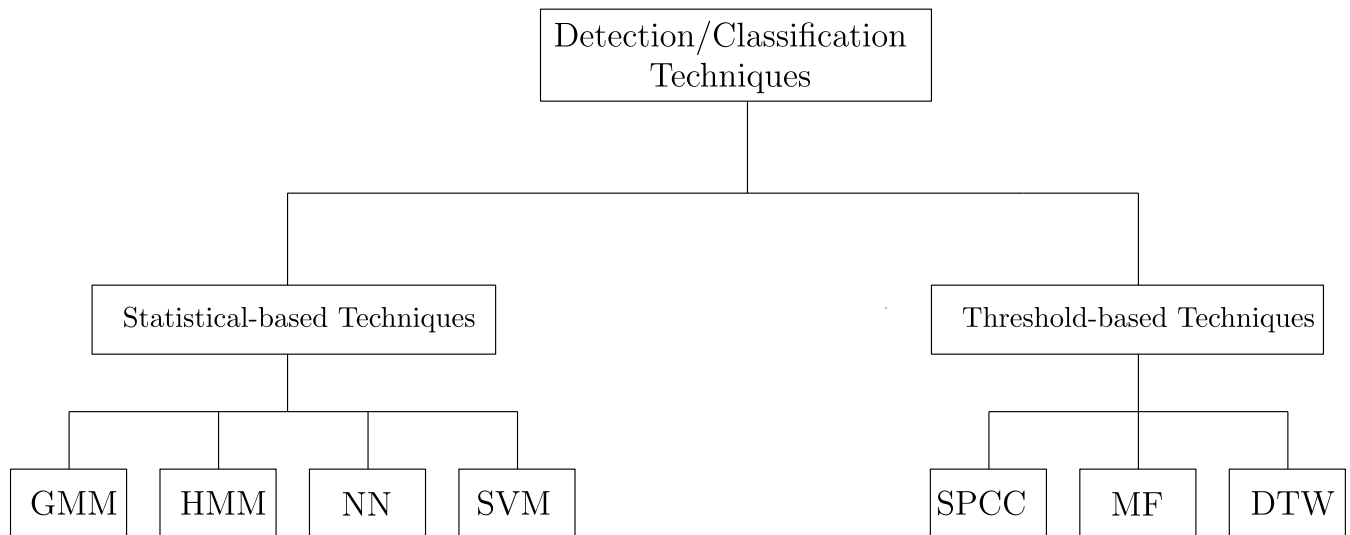 Detection/Classification
Techniques
Statistical-based Techniques
Threshold-based Techniques
GMM
HMM
NN
SVM
SPCC
MF
DTW